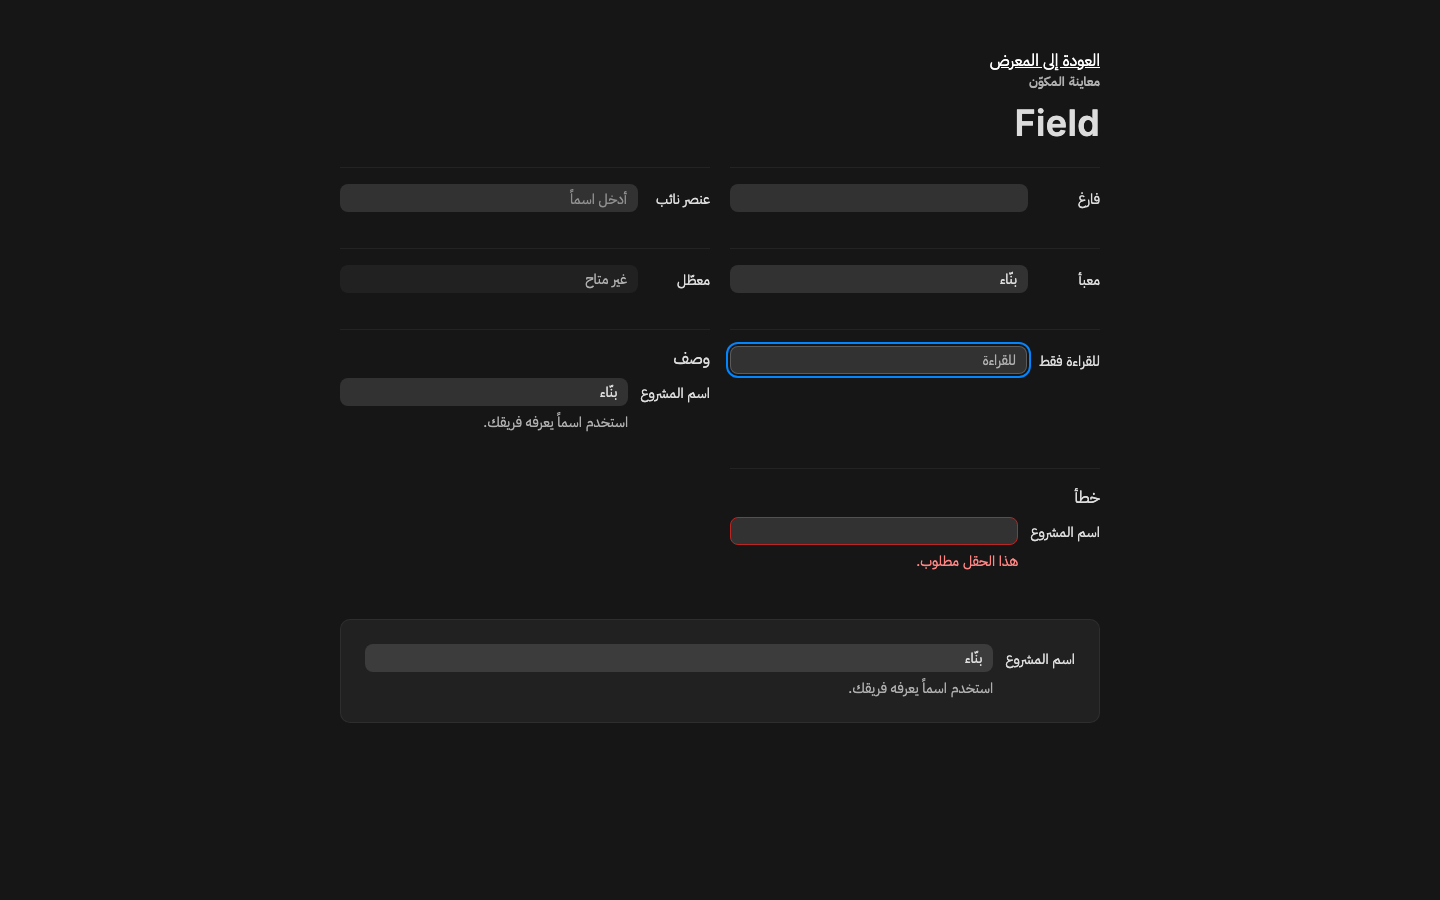 العودة إلى المعرض
معاينة المكوّن
Field
فارغ
عنصر نائب
أدخل اسماً
معبأ
بنّاء
معطّل
غير متاح
للقراءة فقط
للقراءة
وصف
اسم المشروع
بنّاء
استخدم اسماً يعرفه فريقك.
خطأ
اسم المشروع
هذا الحقل مطلوب.
اسم المشروع
بنّاء
استخدم اسماً يعرفه فريقك.